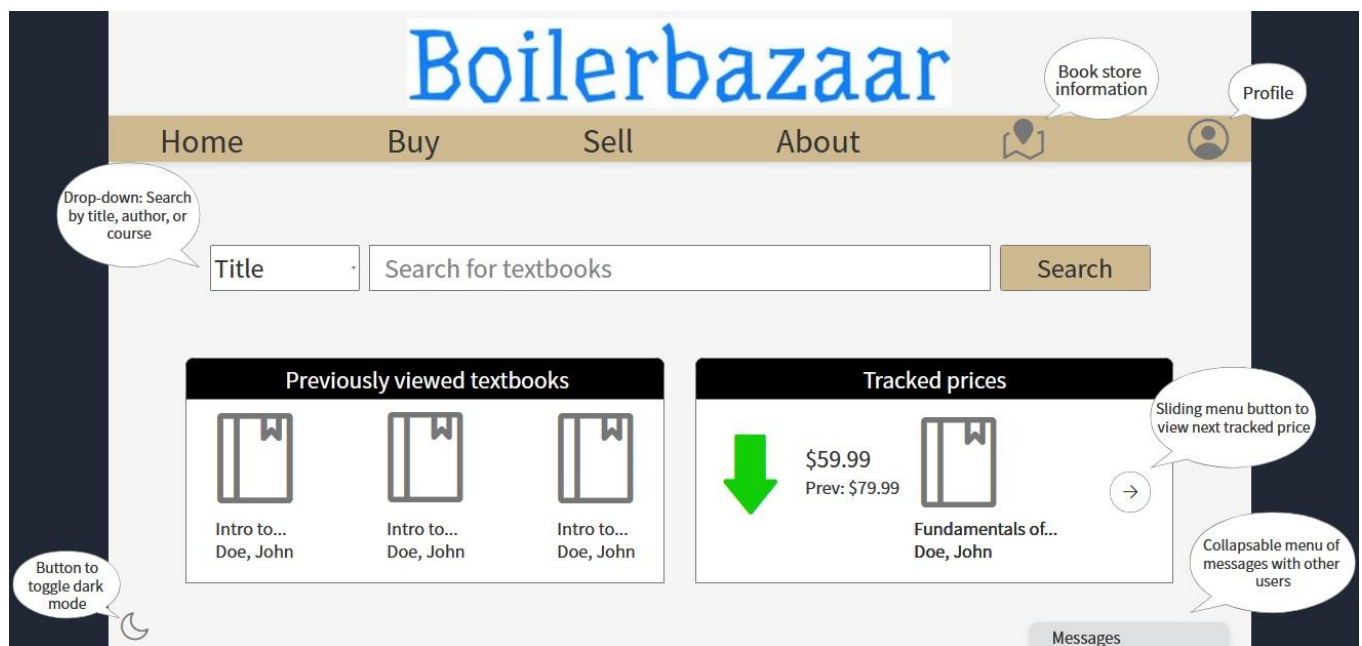 Boilerbazaar
Book store
information
Profile
Home Buy Sell About
Drop-down: Search
by title, author, or
course
Title Search for textbooks Search
Previously viewed textbooks
Intro to... Intro to... Intro to...
Doe, John Doe, John Doe, John
Tracked prices
$59.99
Prev: $79.99
Fundamentals of...
Doe, John
Sliding menu button to
view next tracked price
Collapsable menu of
messages with other
users
Button to
toggle dark
mode
Messages